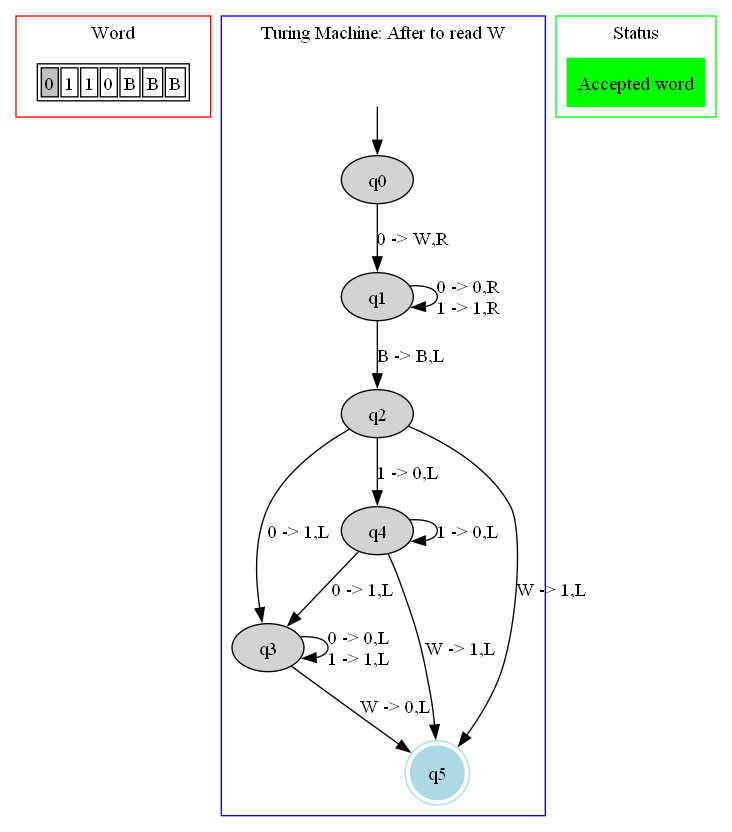 Word
0 1 1 0 B B B
Turing Machine: After to read W
q0
0 -> W,R
q1
0 -> 0,R
1 -> 1,R
B -> B,L
q2
1 -> 0,L
0 -> 1,L
q4
1 -> 0,L
0 -> 1,L
W -> 1,L
q3
0 -> 0,L
1 -> 1,L
W -> 1,L
W -> 0,L
q5
Status
Accepted word